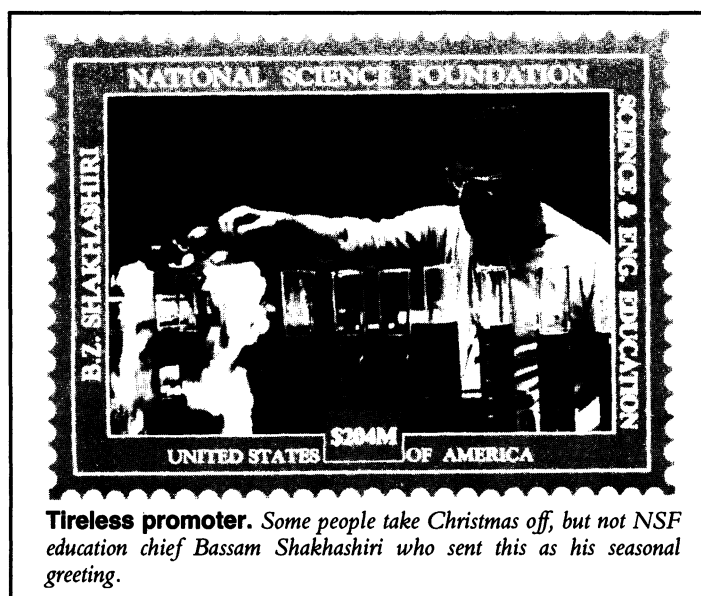 NATIONAL SCIENCE FOUNDATION
B.Z. SHAKHASHIRI
SCIENCE & ENG. EDUCATION
$204M
UNITED STATES OF AMERICA
Tireless promoter. Some people take Christmas off, but not NSF
education chief Bassam Shakhashiri who sent this as his seasonal
greeting.